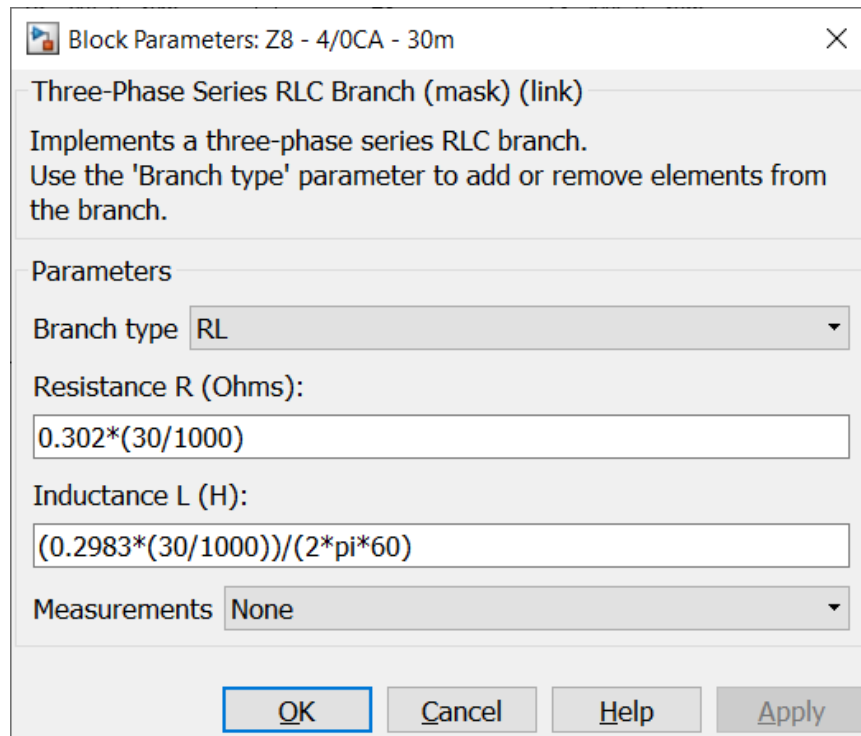 Block Parameters: Z8 - 4/0CA - 30m
Three-Phase Series RLC Branch (mask) (link)
Implements a three-phase series RLC branch.
Use the 'Branch type' parameter to add or remove elements from
the branch.
Parameters
Branch type RL
Resistance R (Ohms):
0.302*(30/1000)
Inductance L (H):
(0.2983*(30/1000))/(2*pi*60)
Measurements None
OK Cancel Help Apply